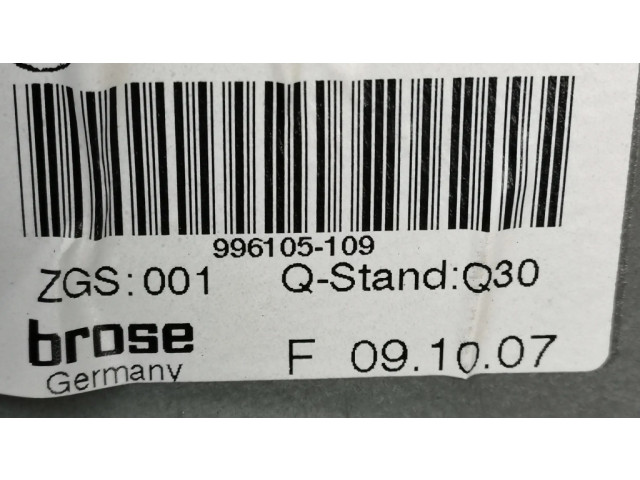 996105-109
ZGS:001 Q-Stand:Q30
brose F 09.10.07
Germany